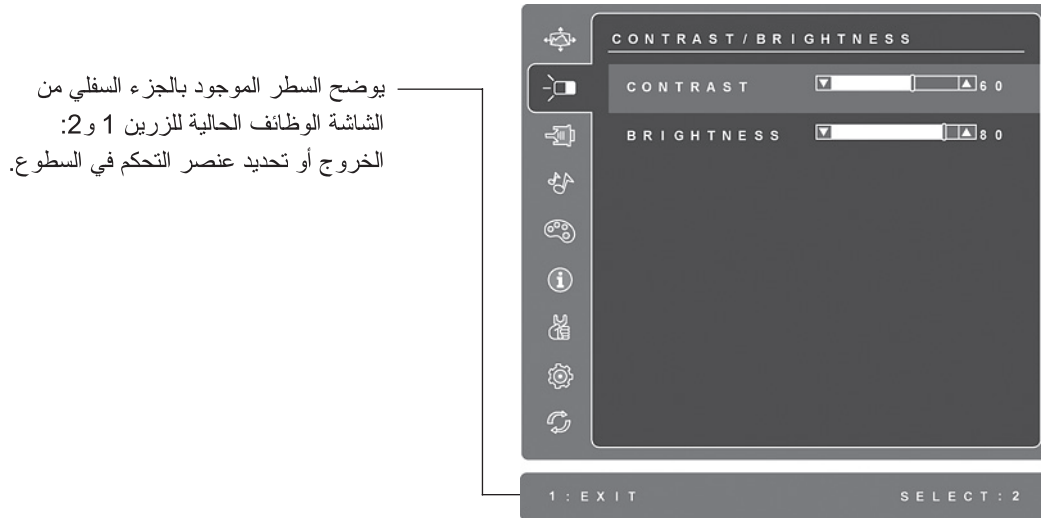 يوضح السطر الموجود بالجزء السفلي من
الشاشة الوظائف الحالية للزرين 1 و2:
الخروج أو تحديد عنصر التحكم في السطوع.
CONTRAST/BRIGHTNESS
CONTRAST 60
BRIGHTNESS 80
1:EXIT SELECT:2